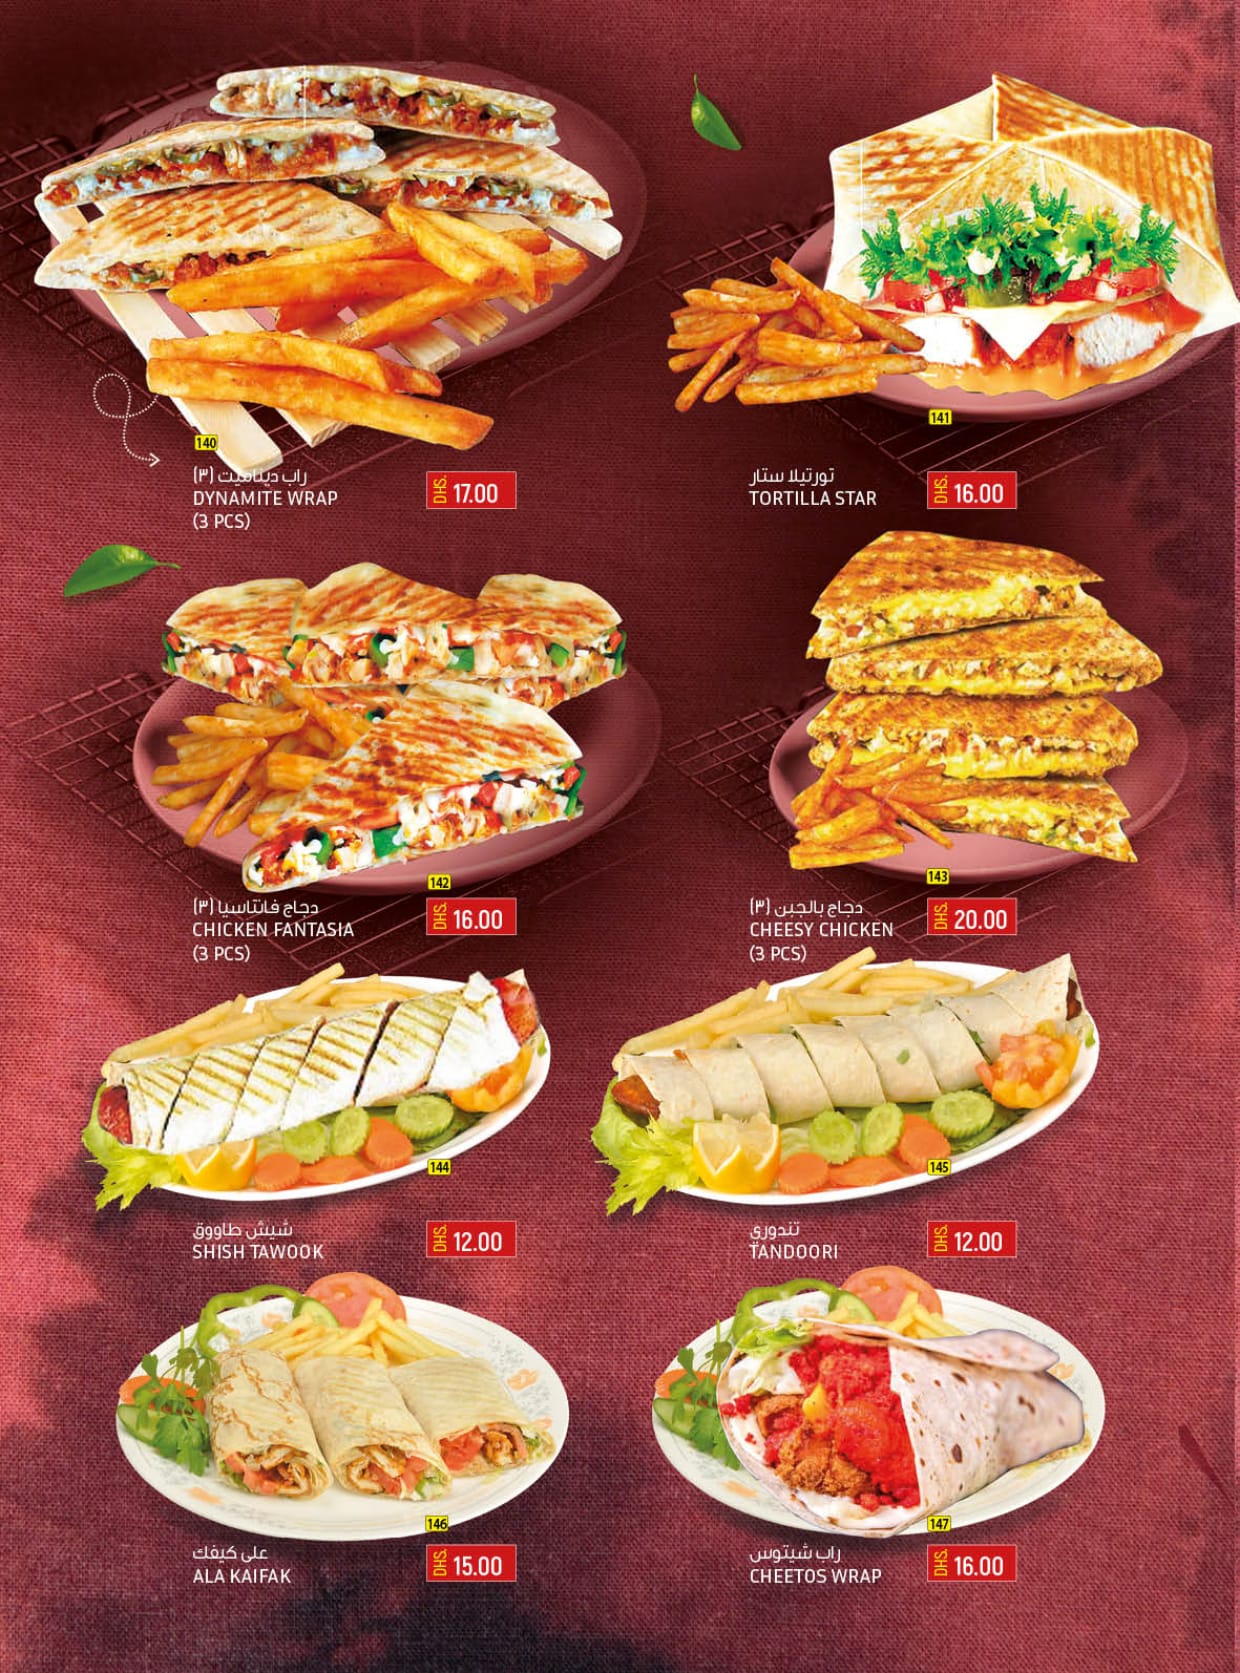 140
راب ديناميت (٣)
DYNAMITE WRAP
(3 PCS)
DHS. 17.00
141
تورتيلا ستار
TORTILLA STAR
DHS. 16.00
142
دجاج فانتاسيا (٣)
CHICKEN FANTASIA
(3 PCS)
DHS. 16.00
143
دجاج بالجبن (٣)
CHEESY CHICKEN
(3 PCS)
DHS. 20.00
144
شيش طاووق
SHISH TAWOOK
DHS. 12.00
145
تندوري
TANDOORI
DHS. 12.00
146
على كيفك
ALA KAIFAK
DHS. 15.00
147
راب شيتوس
CHEETOS WRAP
DHS. 16.00